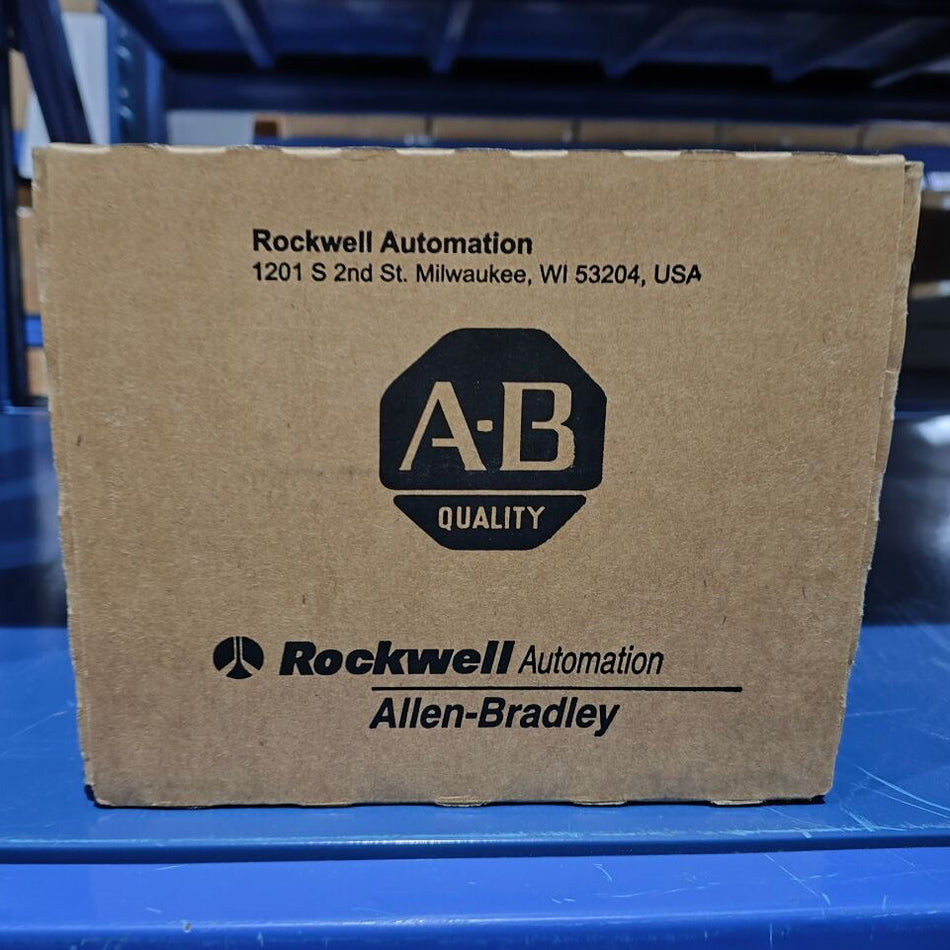 Rockwell Automation
1201 S 2nd St. Milwaukee, WI 53204, USA
A-B
QUALITY
Rockwell Automation
Allen-Bradley